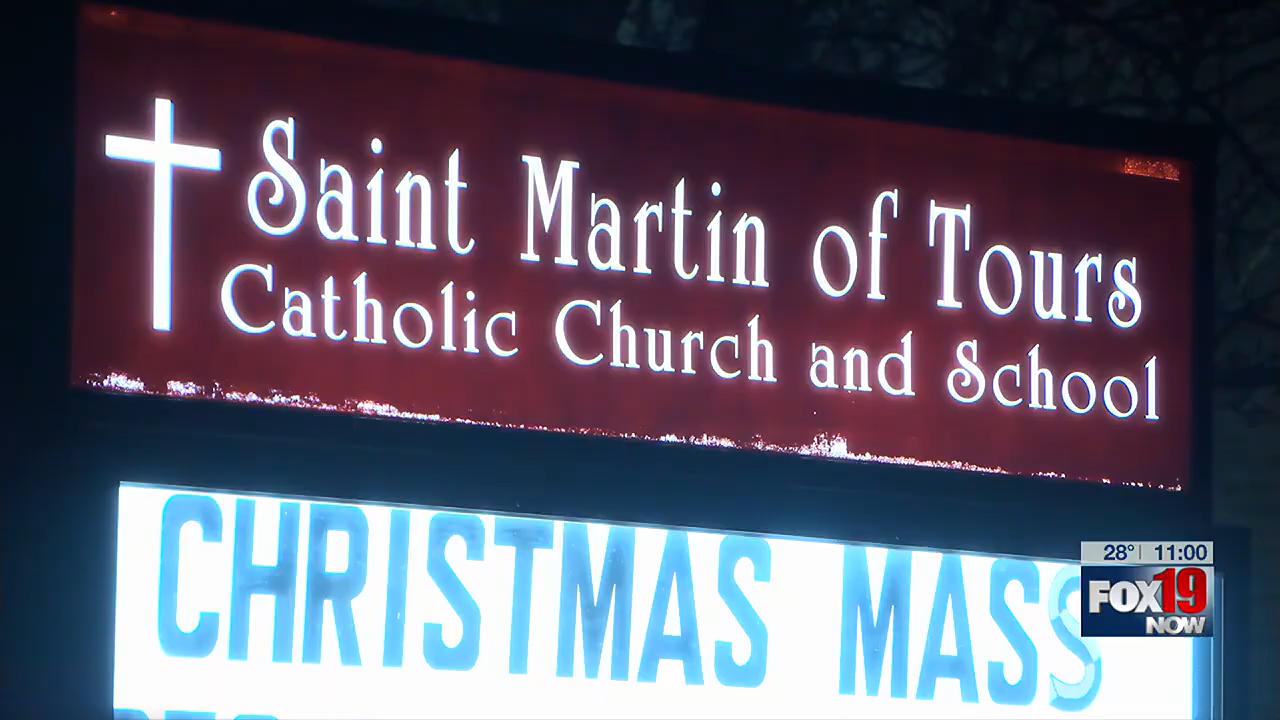 Saint Martin of Tours
Catholic Church and School
CHRISTMAS MASS
28° 11:00
FOX19
NOW